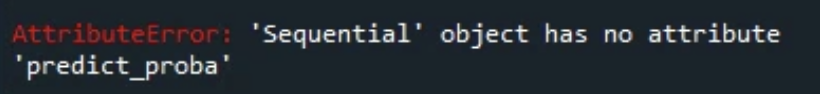 AttributeError: 'Sequential' object has no attribute
'predict_proba'